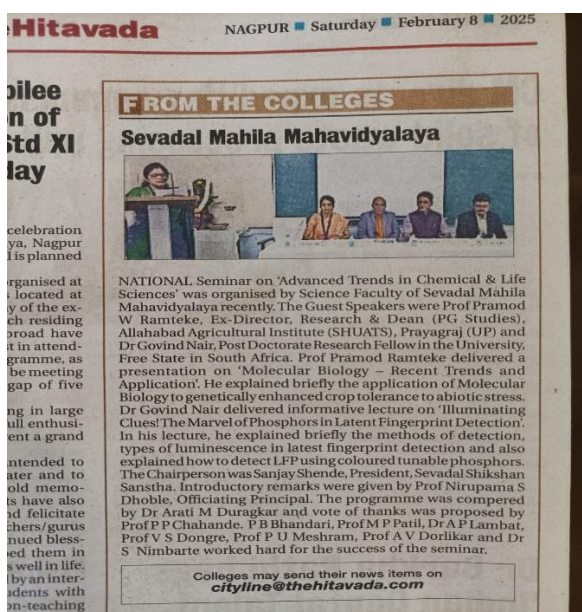 eHitavada
NAGPUR Saturday February 8 2025
bilee
n of
Std XI
day
celebration
ya, Nagpur
I is planned
rganised at
located at
y of the ex-
ch residing
broad have
st in attend-
gramme, as
be meeting
gap of five
ng in large
ull enthusi-
ent a grand
ntended to
ater and to
old memo-
ts have also
nd felicitate
chers/gurus
nued bless-
ped them in
s well in life.
l by an inter-
udents with
on-teaching
FROM THE COLLEGES
Sevadal Mahila Mahavidyalaya
NATIONAL Seminar on 'Advanced Trends in Chemical & Life
Sciences' was organised by Science Faculty of Sevadal Mahila
Mahavidyalaya recently. The Guest Speakers were Prof Pramod
W Ramteke, Ex-Director, Research & Dean (PG Studies),
Allahabad Agricultural Institute (SHUATS), Prayagraj (UP) and
Dr Govind Nair, Post Doctorate Research Fellow in the University,
Free State in South Africa. Prof Pramod Ramteke delivered a
presentation on 'Molecular Biology – Recent Trends and
Application'. He explained briefly the application of Molecular
Biology to genetically enhanced crop tolerance to abiotic stress.
Dr Govind Nair delivered informative lecture on 'Illuminating
Clues! The Marvel of Phosphors in Latent Fingerprint Detection'.
In his lecture, he explained briefly the methods of detection,
types of luminescence in latent fingerprint detection and also
explained how to detect LFP using coloured tunable phosphors.
The Chairperson was Sanjay Shende, President, Sevadal Shikshan
Sanstha. Introductory remarks were given by Prof Nirupama S
Dhoble, Officiating Principal. The programme was compered
by Dr Arati M Duragkar and vote of thanks was proposed by
Prof P P Chahande. P B Bhandari, Prof M P Patil, Dr A P Lambat,
Prof V S Dongre, Prof P U Meshram, Prof A V Dorlikar and Dr
S Nimbarte worked hard for the success of the seminar.
Colleges may send their news items on
cityline@thehitavada.com